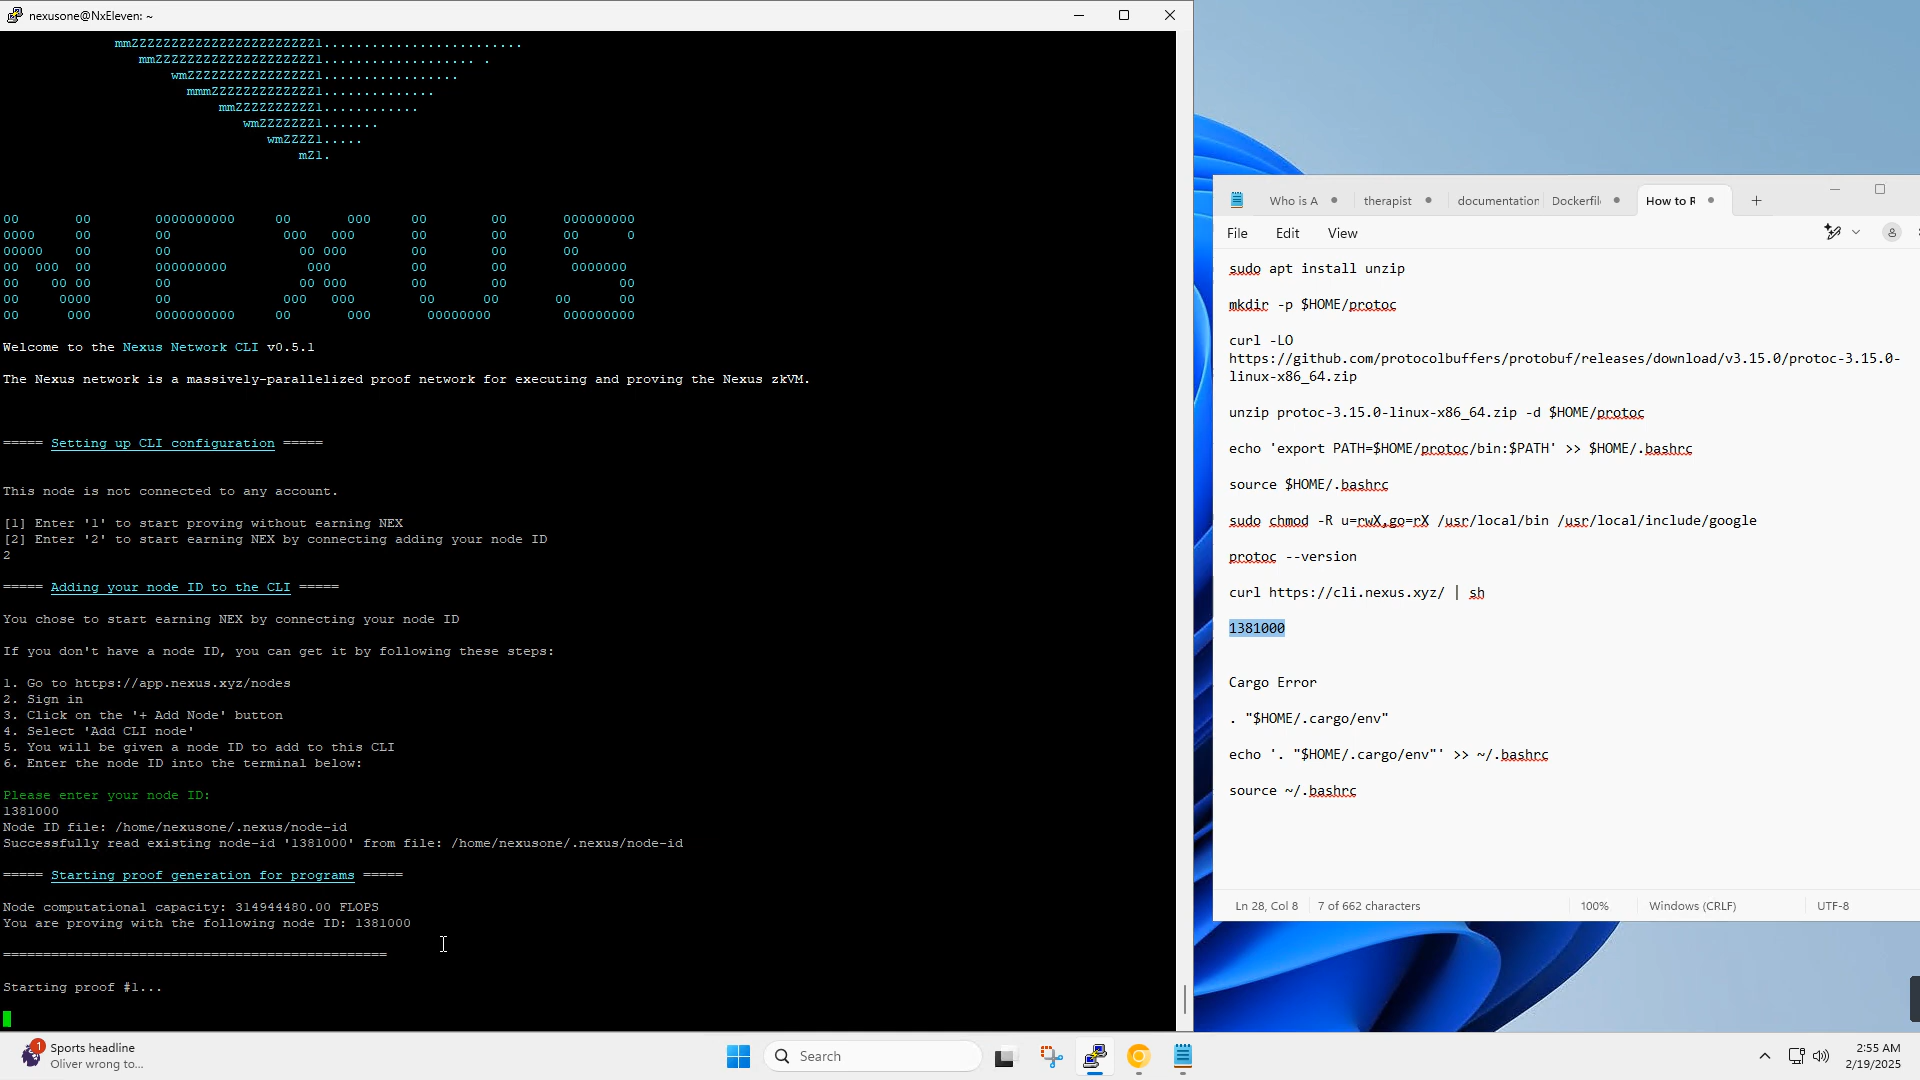 nexusone@NxEleven: ~
mmZZZZZZZZZZZZZZZZZZZZZZZl.........................
mmZZZZZZZZZZZZZZZZZZZZl................... .
wmZZZZZZZZZZZZZZZZl.................
mmmZZZZZZZZZZZZZl..............
mmZZZZZZZZZZl............
wmZZZZZZZl.......
wmZZZZl.....
mZl.
NEXUS
Welcome to the Nexus Network CLI v0.5.1
The Nexus network is a massively-parallelized proof network for executing and proving the Nexus zkVM.
===== Setting up CLI configuration =====
This node is not connected to any account.
[1] Enter '1' to start proving without earning NEX
[2] Enter '2' to start earning NEX by connecting adding your node ID
2
===== Adding your node ID to the CLI =====
You chose to start earning NEX by connecting your node ID
If you don't have a node ID, you can get it by following these steps:
1. Go to https://app.nexus.xyz/nodes
2. Sign in
3. Click on the '+ Add Node' button
4. Select 'Add CLI node'
5. You will be given a node ID to add to this CLI
6. Enter the node ID into the terminal below:
Please enter your node ID:
1381000
Node ID file: /home/nexusone/.nexus/node-id
Successfully read existing node-id '1381000' from file: /home/nexusone/.nexus/node-id
===== Starting proof generation for programs =====
Node computational capacity: 314944480.00 FLOPS
You are proving with the following node ID: 1381000
================================================
Starting proof #1...
Who is A
therapist
documentation
Dockerfil
How to R
File Edit View
sudo apt install unzip
mkdir -p $HOME/protoc
curl -LO
https://github.com/protocolbuffers/protobuf/releases/download/v3.15.0/protoc-3.15.0-
linux-x86_64.zip
unzip protoc-3.15.0-linux-x86_64.zip -d $HOME/protoc
echo 'export PATH=$HOME/protoc/bin:$PATH' >> $HOME/.bashrc
source $HOME/.bashrc
sudo chmod -R u=rwX,go=rX /usr/local/bin /usr/local/include/google
protoc --version
curl https://cli.nexus.xyz/ | sh
1381000
Cargo Error
. "$HOME/.cargo/env"
echo '. "$HOME/.cargo/env"' >> ~/.bashrc
source ~/.bashrc
Ln 28, Col 8
7 of 662 characters
100%
Windows (CRLF)
UTF-8
1
Sports headline
Oliver wrong to...
Search
2:55 AM
2/19/2025